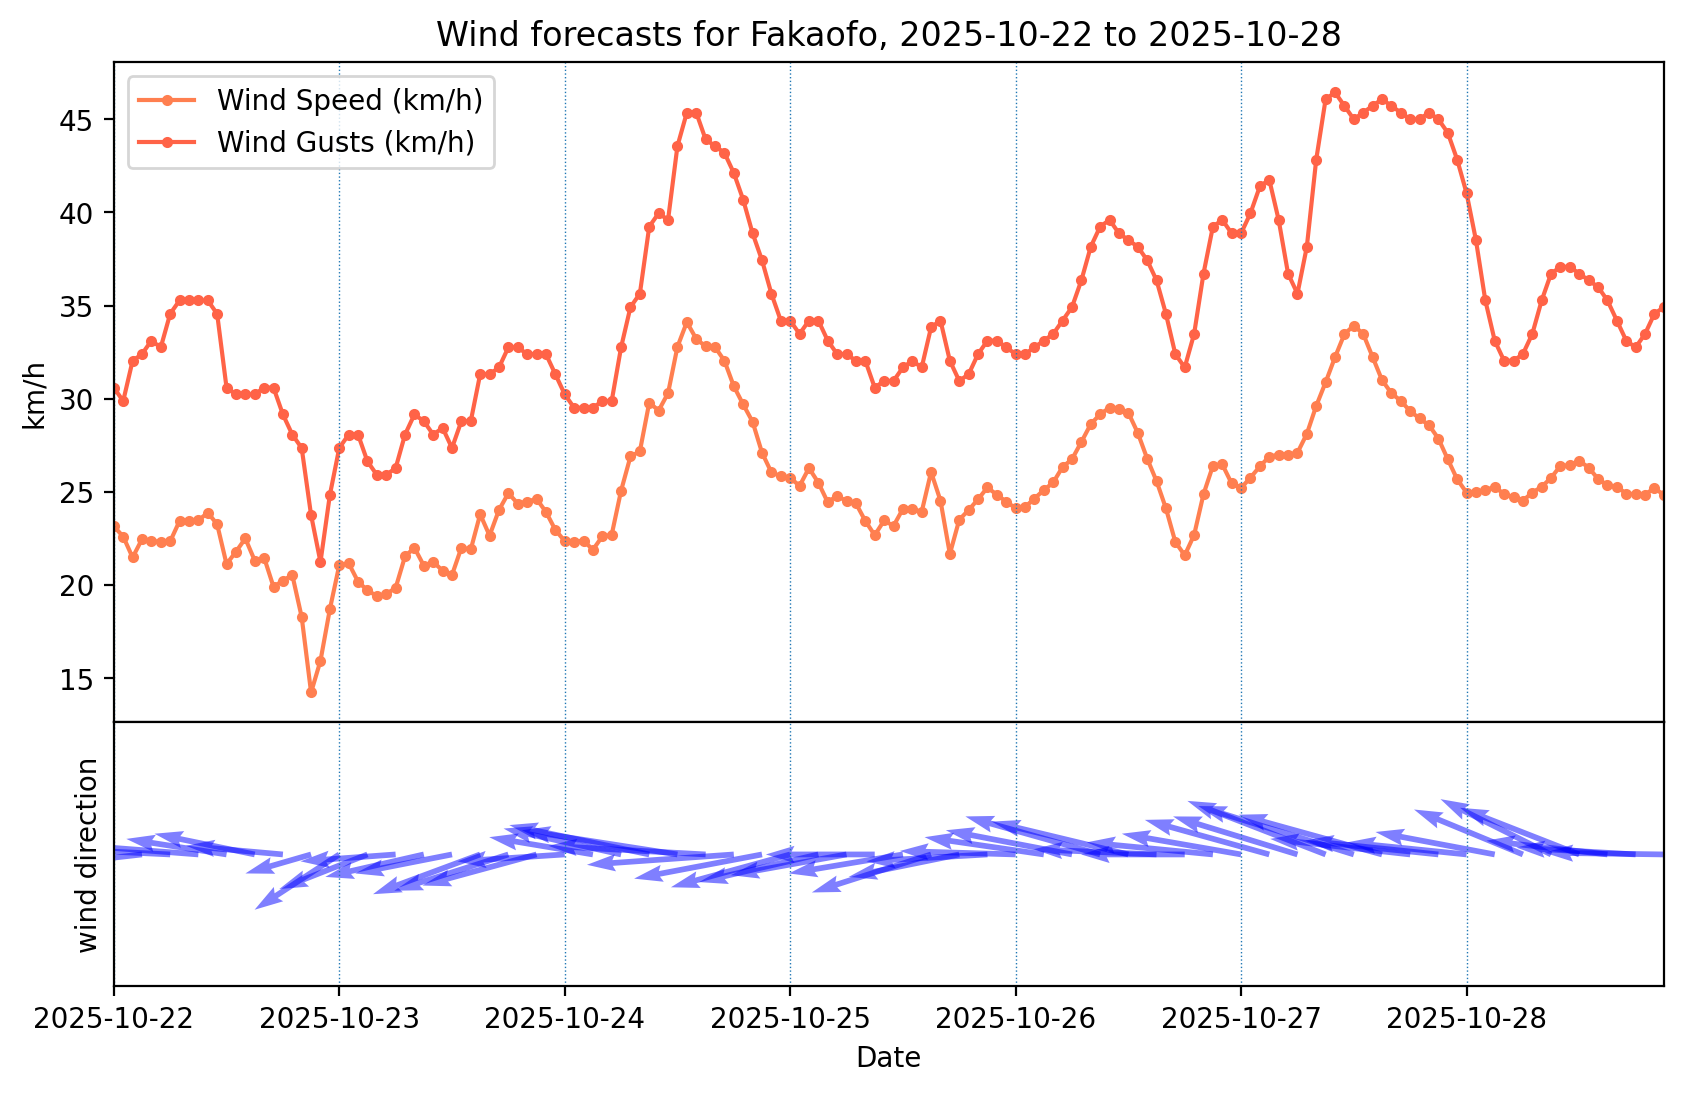 Wind forecasts for Fakaofo, 2025-10-22 to 2025-10-28
Wind Speed (km/h)
Wind Gusts (km/h)
km/h
45
40
35
30
25
20
15
wind direction
2025-10-22
2025-10-23
2025-10-24
2025-10-25
2025-10-26
2025-10-27
2025-10-28
Date